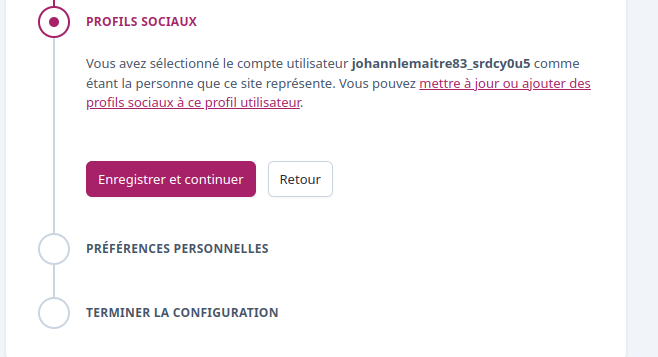 PROFILS SOCIAUX
Vous avez sélectionné le compte utilisateur johannlemaitre83_srdcy0u5 comme
étant la personne que ce site représente. Vous pouvez mettre à jour ou ajouter des
profils sociaux à ce profil utilisateur.
Enregistrer et continuer
Retour
PRÉFÉRENCES PERSONNELLES
TERMINER LA CONFIGURATION